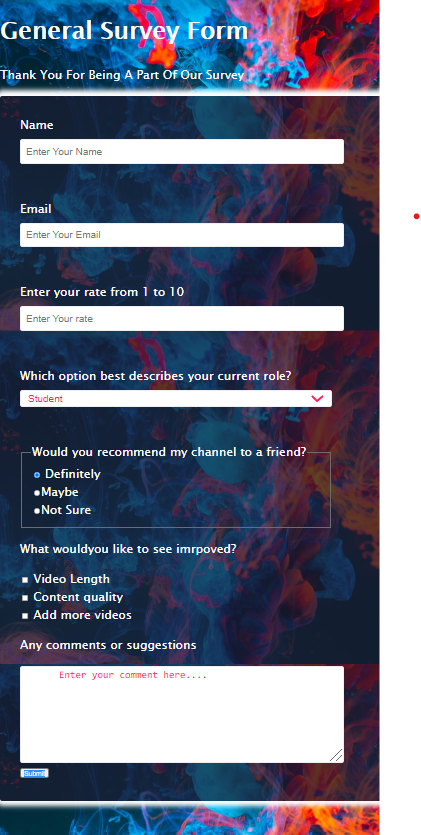 General Survey Form
Thank You For Being A Part Of Our Survey
Name
Enter Your Name
Email
Enter Your Email
Enter your rate from 1 to 10
Enter Your rate
Which option best describes your current role?
Student
Would you recommend my channel to a friend?
Definitely
Maybe
Not Sure
What wouldyou like to see imrpoved?
Video Length
Content quality
Add more videos
Any comments or suggestions
Enter your comment here....
Submit